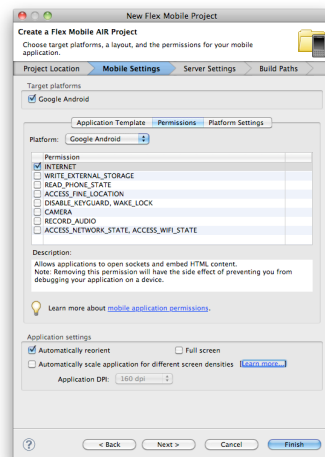 New Flex Mobile Project
Create a Flex Mobile AIR Project
Choose target platforms, a layout, and the permissions for your mobile
application.
Project Location Mobile Settings Server Settings Build Paths
Target platforms
Google Android
Application Template Permissions Platform Settings
Platform: Google Android
Permission
INTERNET
WRITE_EXTERNAL_STORAGE
READ_PHONE_STATE
ACCESS_FINE_LOCATION
DISABLE_KEYGUARD, WAKE_LOCK
CAMERA
RECORD_AUDIO
ACCESS_NETWORK_STATE, ACCESS_WIFI_STATE
Description:
Allows applications to open sockets and embed HTML content.
Note: Removing this permission will have the side effect of preventing you from
debugging your application on a device.
Learn more about mobile application permissions.
Application settings
Automatically reorient Full screen
Automatically scale application for different screen densities [Learn more...]
Application DPI: 160 dpi
? < Back Next > Cancel Finish